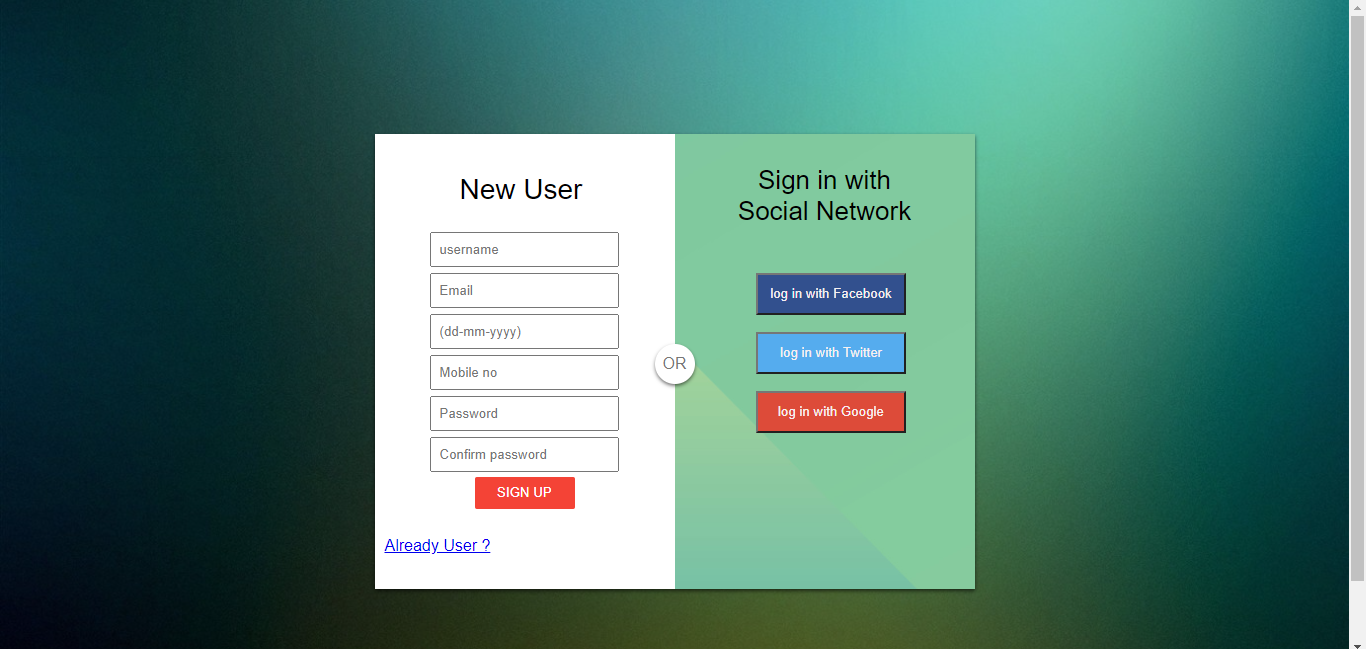 New User
username
Email
(dd-mm-yyyy)
Mobile no
Password
Confirm password
SIGN UP
Already User ?
OR
Sign in with
Social Network
log in with Facebook
log in with Twitter
log in with Google